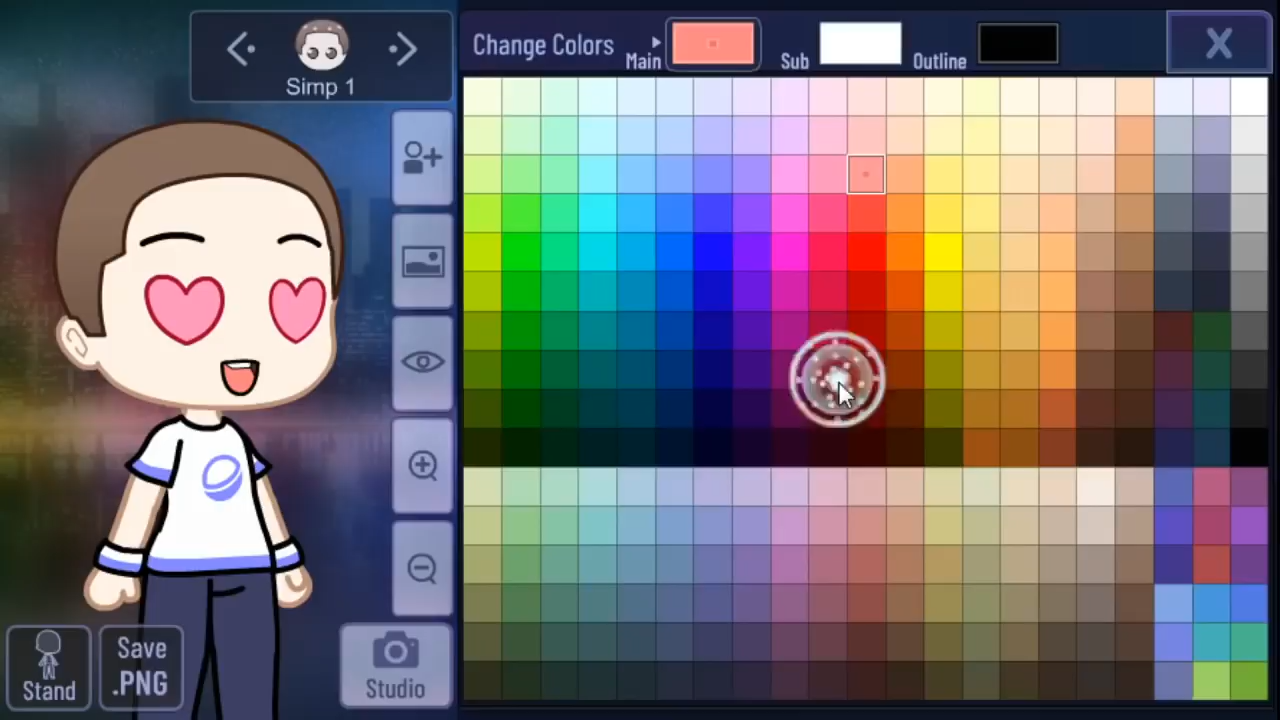 Simp 1
Change Colors
Main
Sub
Outline
X
Stand
Save
.PNG
Studio